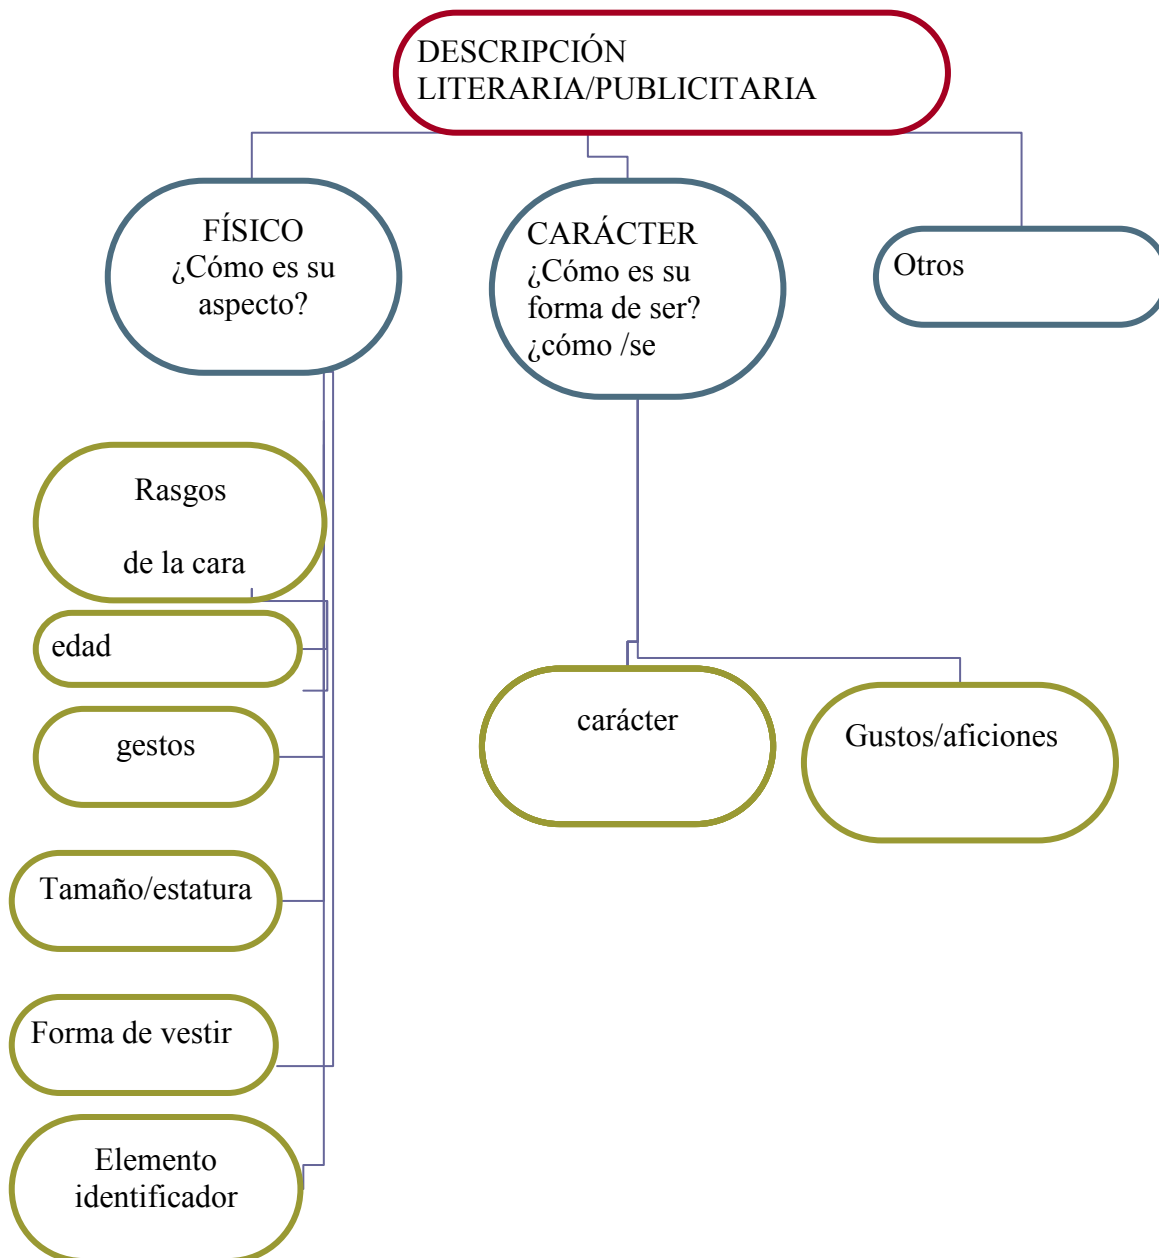 DESCRIPCIÓN
LITERARIA/PUBLICITARIA
FÍSICO
¿Cómo es su
aspecto?
CARÁCTER
¿Cómo es su
forma de ser?
¿cómo /se
Otros
Rasgos
de la cara
edad
gestos
Tamaño/estatura
Forma de vestir
Elemento
identificador
carácter
Gustos/aficiones